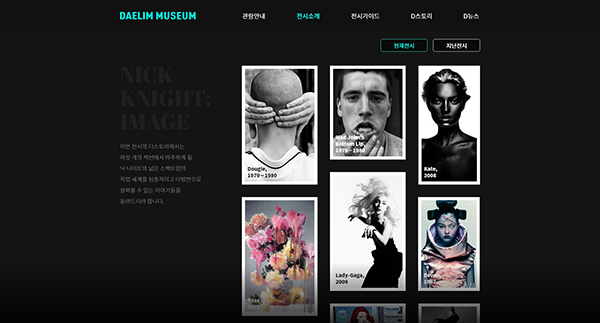 DAELIM MUSEUM
관람안내
전시소개
전시가이드
D스토리
D뉴스
현재전시
지난전시
NICK
KNIGHT:
IMAGE
이번 전시의 디스토리에서는
여섯 개의 섹션에서 마주하게 될
닉 나이트의 넓은 스펙트럼의
작업 세계를 심층적이고 다방면으로
살펴볼 수 있는 이야기들을
들려드리려 합니다.
Dougie,
1979–1980
Mad John's
Bottom Lip,
1978–1980
Kate,
2008
Lady-Gaga,
2009
Rose